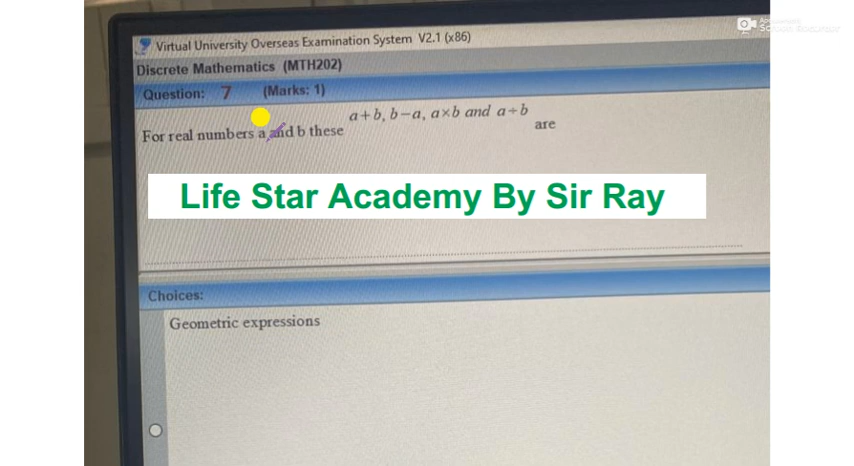 Virtual University Overseas Examination System V2.1 (x86)
Discrete Mathematics (MTH202)
Question: 7 (Marks: 1)
For real numbers a and b these a+b, b−a, a×b and a÷b are
Life Star Academy By Sir Ray
Choices:
Geometric expressions